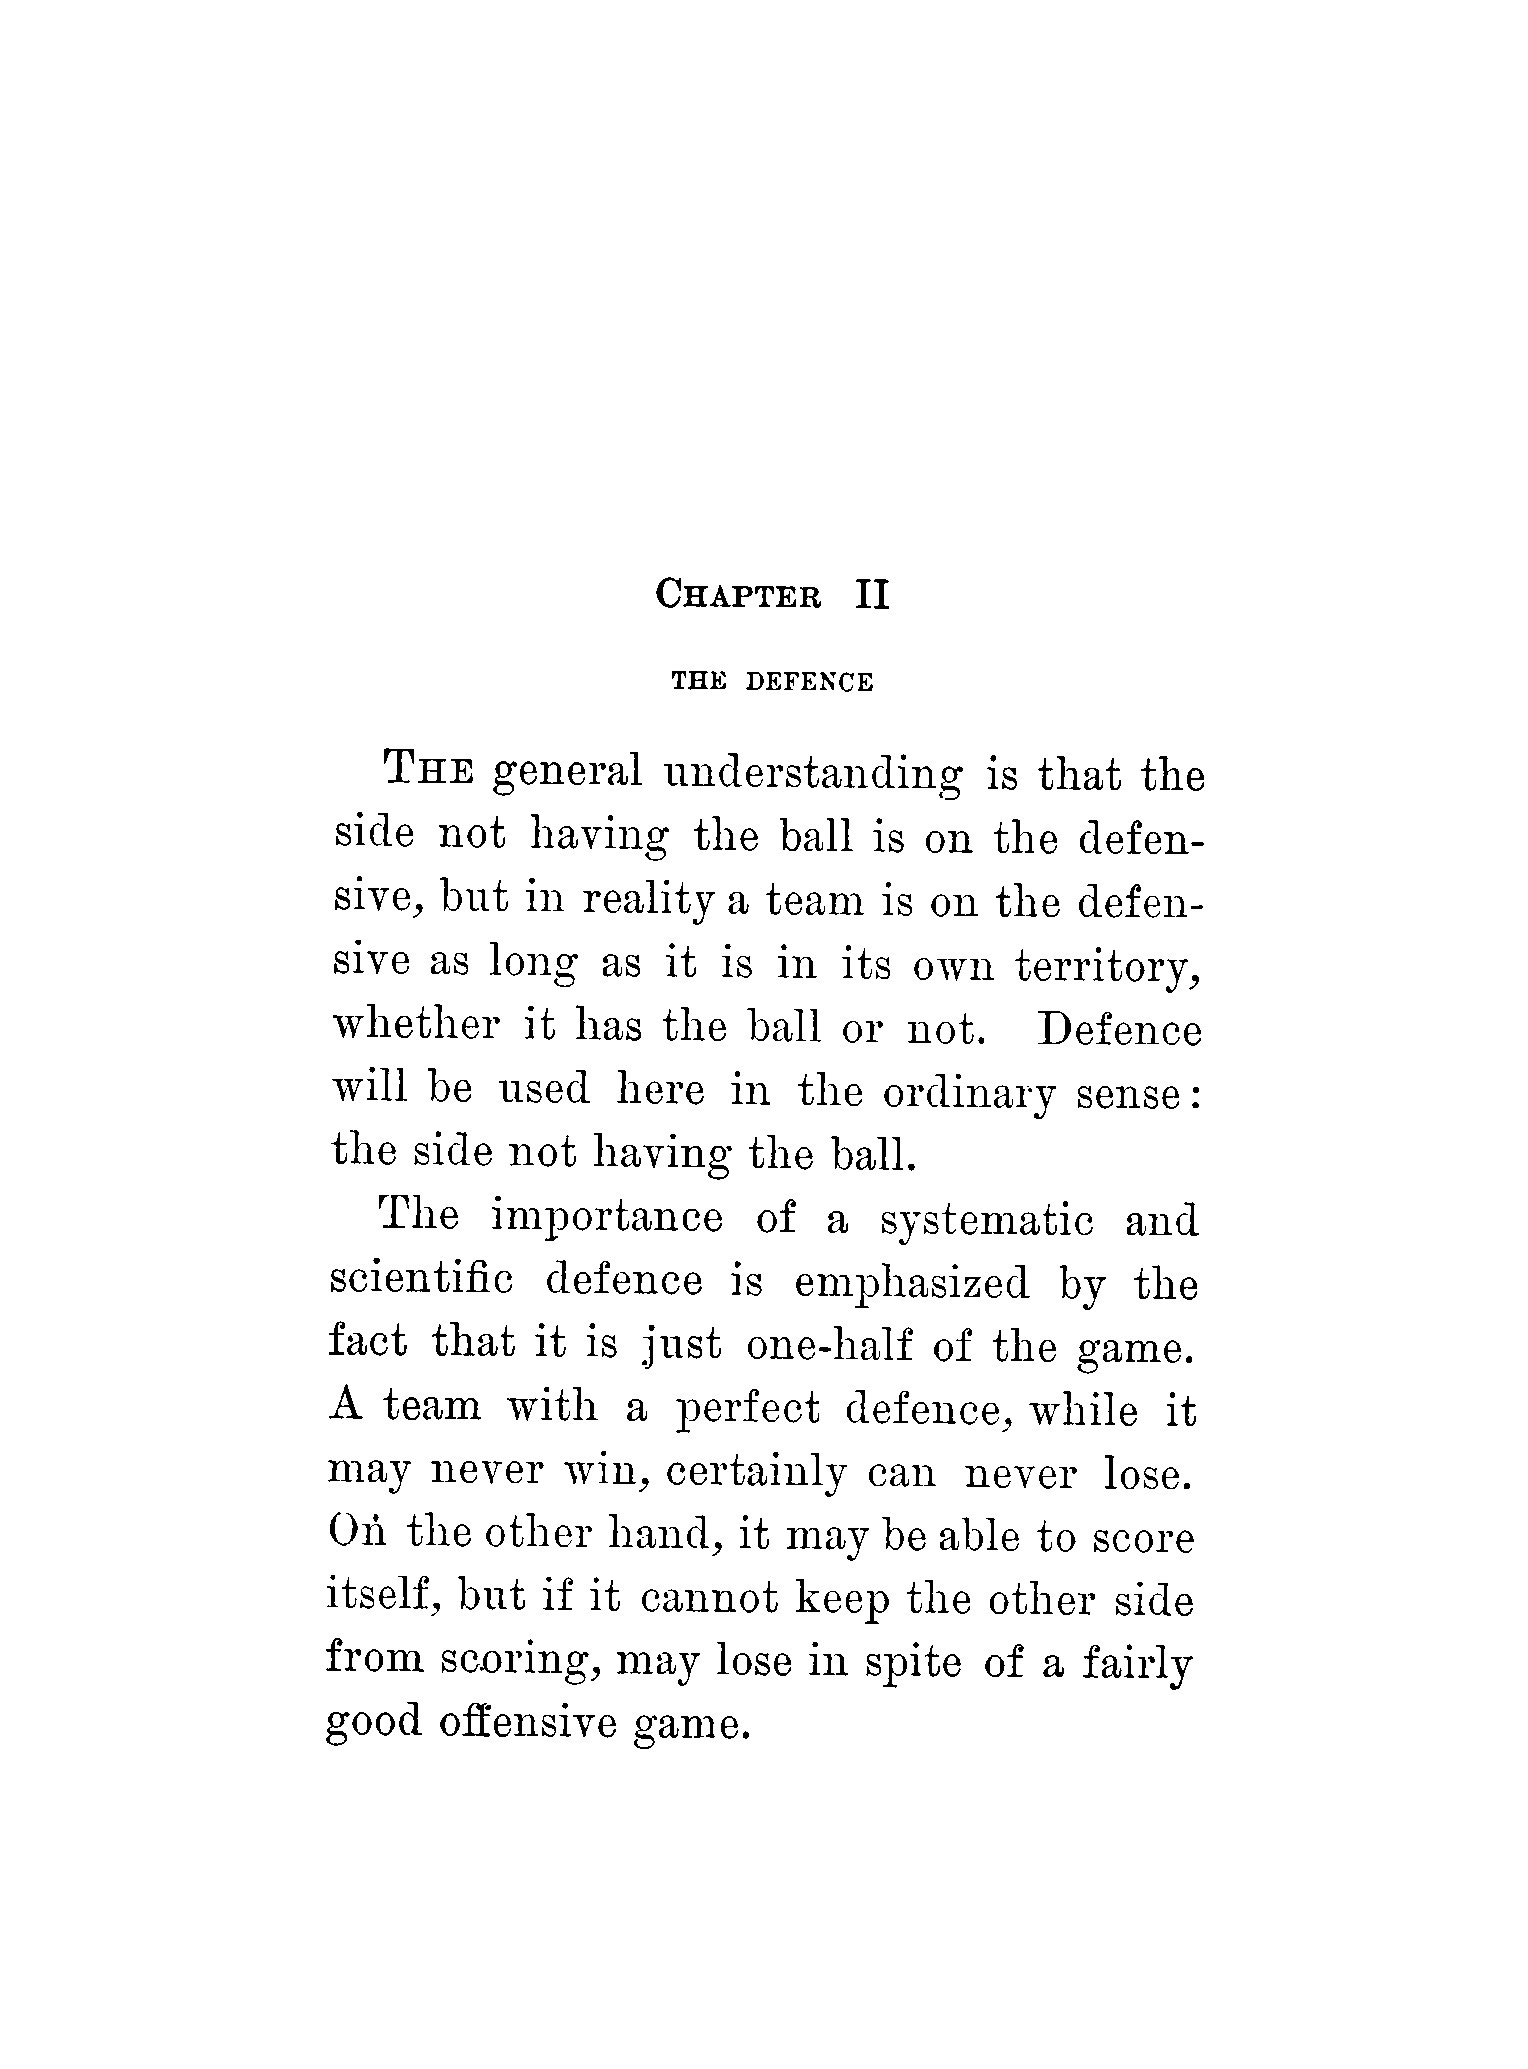 CHAPTER II
THE DEFENCE
THE general understanding is that the
side not having the ball is on the defen-
sive, but in reality a team is on the defen-
sive as long as it is in its own territory,
whether it has the ball or not. Defence
will be used here in the ordinary sense:
the side not having the ball.
The importance of a systematic and
scientific defence is emphasized by the
fact that it is just one-half of the game.
A team with a perfect defence, while it
may never win, certainly can never lose.
On the other hand, it may be able to score
itself, but if it cannot keep the other side
from scoring, may lose in spite of a fairly
good offensive game.